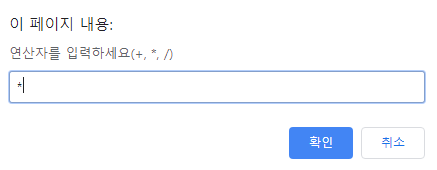 이 페이지 내용:
연산자를 입력하세요(+, *, /)
*
확인 취소